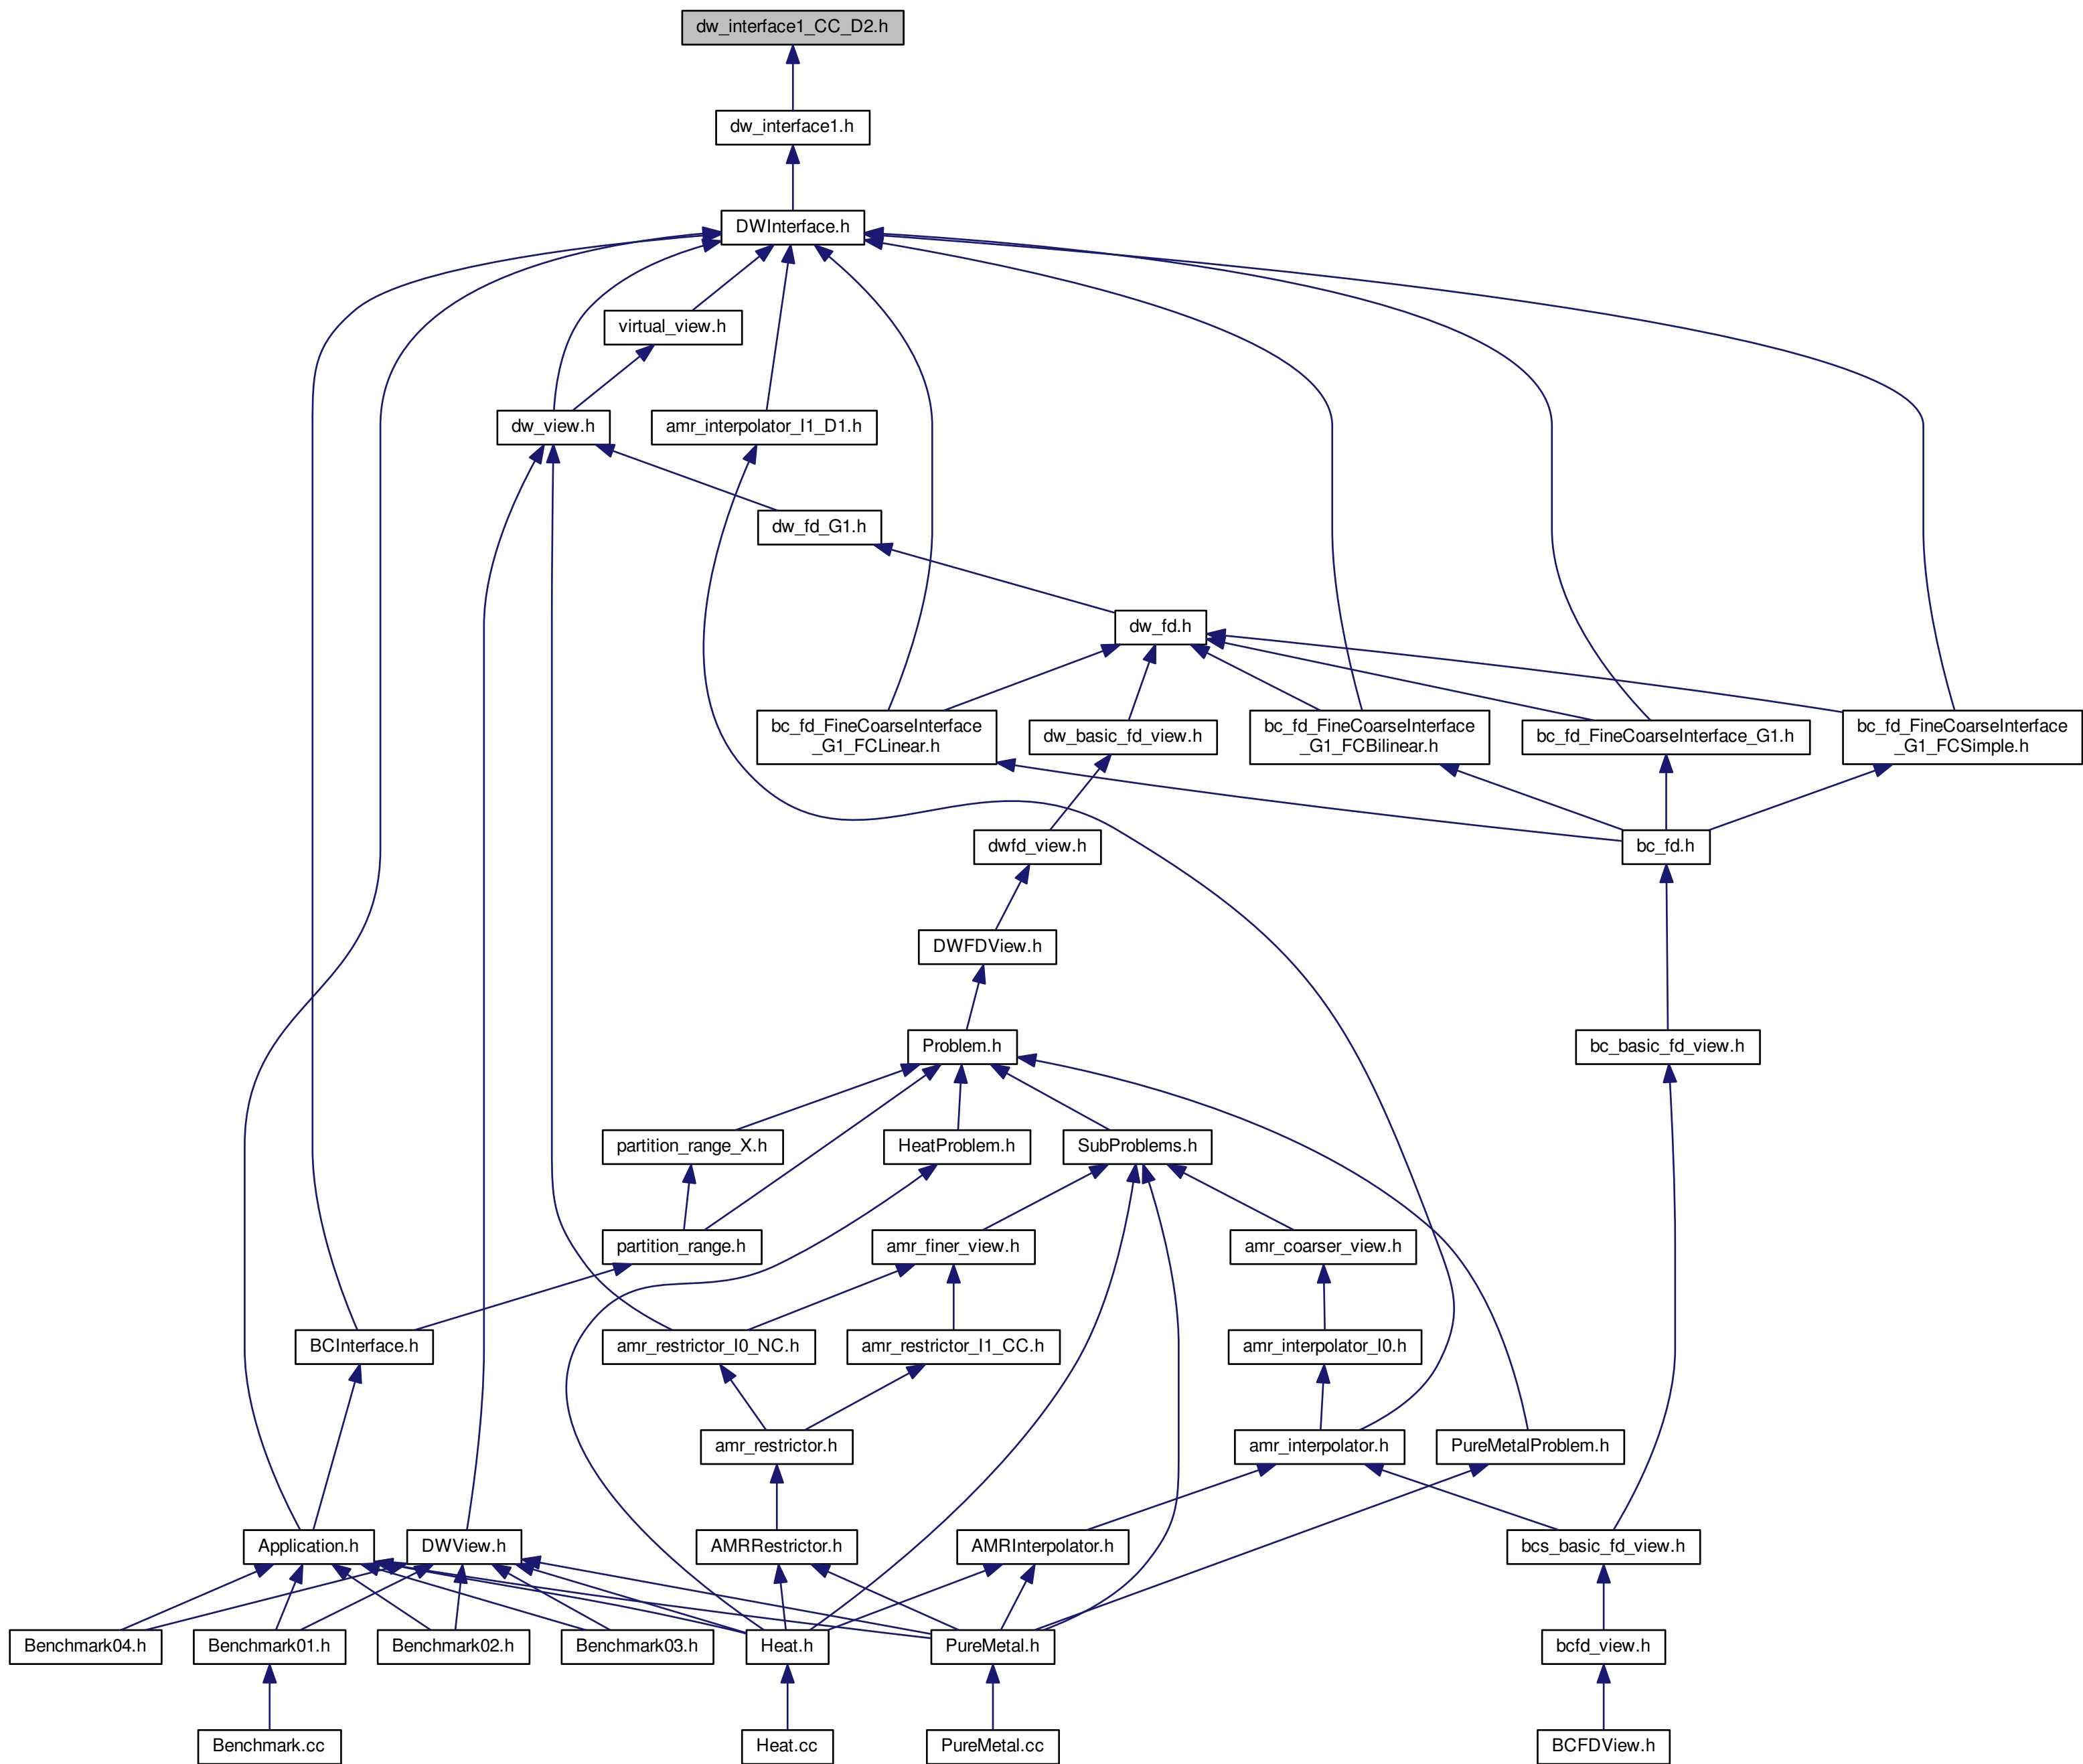 dw_interface1_CC_D2.h
dw_interface1.h
DWInterface.h
virtual_view.h
dw_view.h
amr_interpolator_I1_D1.h
dw_fd_G1.h
dw_fd.h
bc_fd_FineCoarseInterface
_G1_FCLinear.h
dw_basic_fd_view.h
bc_fd_FineCoarseInterface
_G1_FCBilinear.h
bc_fd_FineCoarseInterface_G1.h
bc_fd_FineCoarseInterface
_G1_FCSimple.h
dwfd_view.h
bc_fd.h
DWFDView.h
Problem.h
bc_basic_fd_view.h
partition_range_X.h
HeatProblem.h
SubProblems.h
partition_range.h
amr_finer_view.h
amr_coarser_view.h
BCInterface.h
amr_restrictor_I0_NC.h
amr_restrictor_I1_CC.h
amr_interpolator_I0.h
amr_restrictor.h
amr_interpolator.h
PureMetalProblem.h
Application.h
DWView.h
AMRRestrictor.h
AMRInterpolator.h
bcs_basic_fd_view.h
Benchmark04.h
Benchmark01.h
Benchmark02.h
Benchmark03.h
Heat.h
PureMetal.h
bcfd_view.h
Benchmark.cc
Heat.cc
PureMetal.cc
BCFDView.h